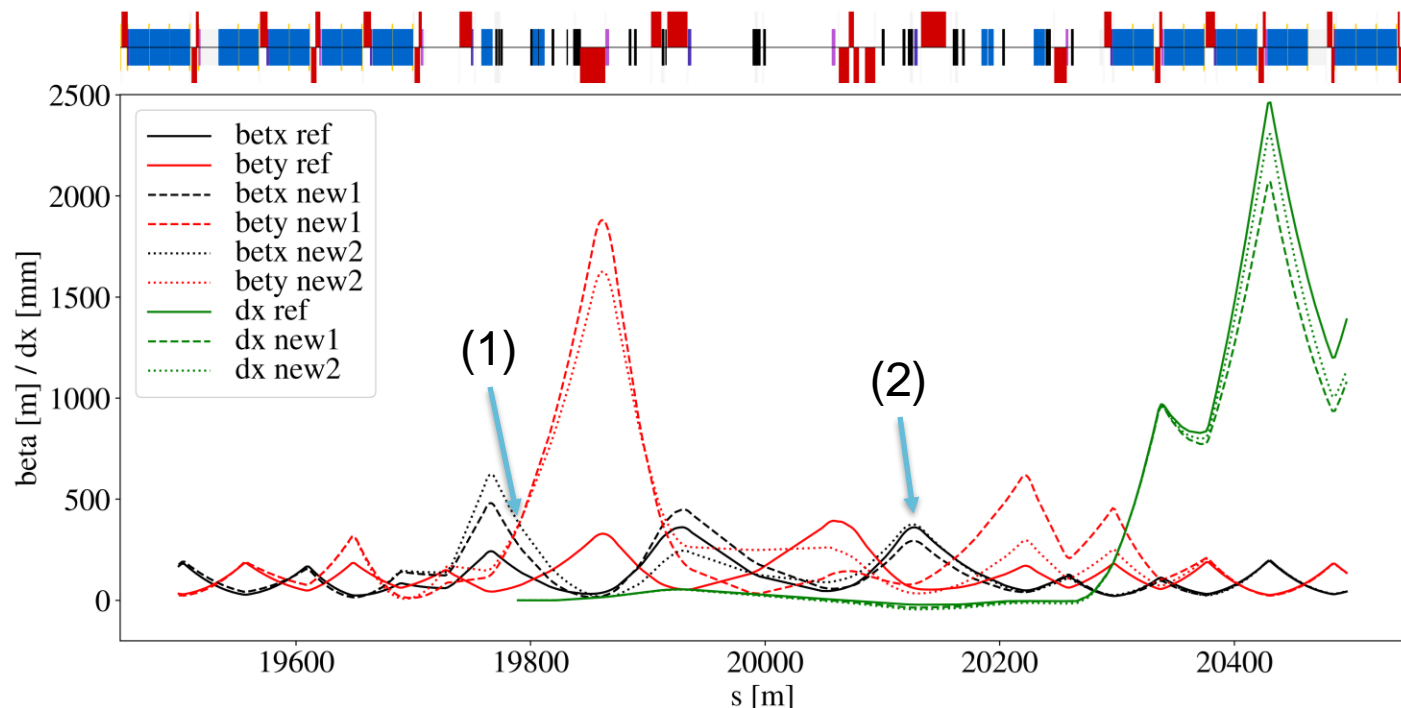 2500
2000
1500
1000
500
0
beta [m] / dx [mm]
betx ref
bety ref
betx new1
bety new1
betx new2
bety new2
dx ref
dx new1
dx new2
(1)
(2)
19600
19800
20000
20200
20400
s [m]